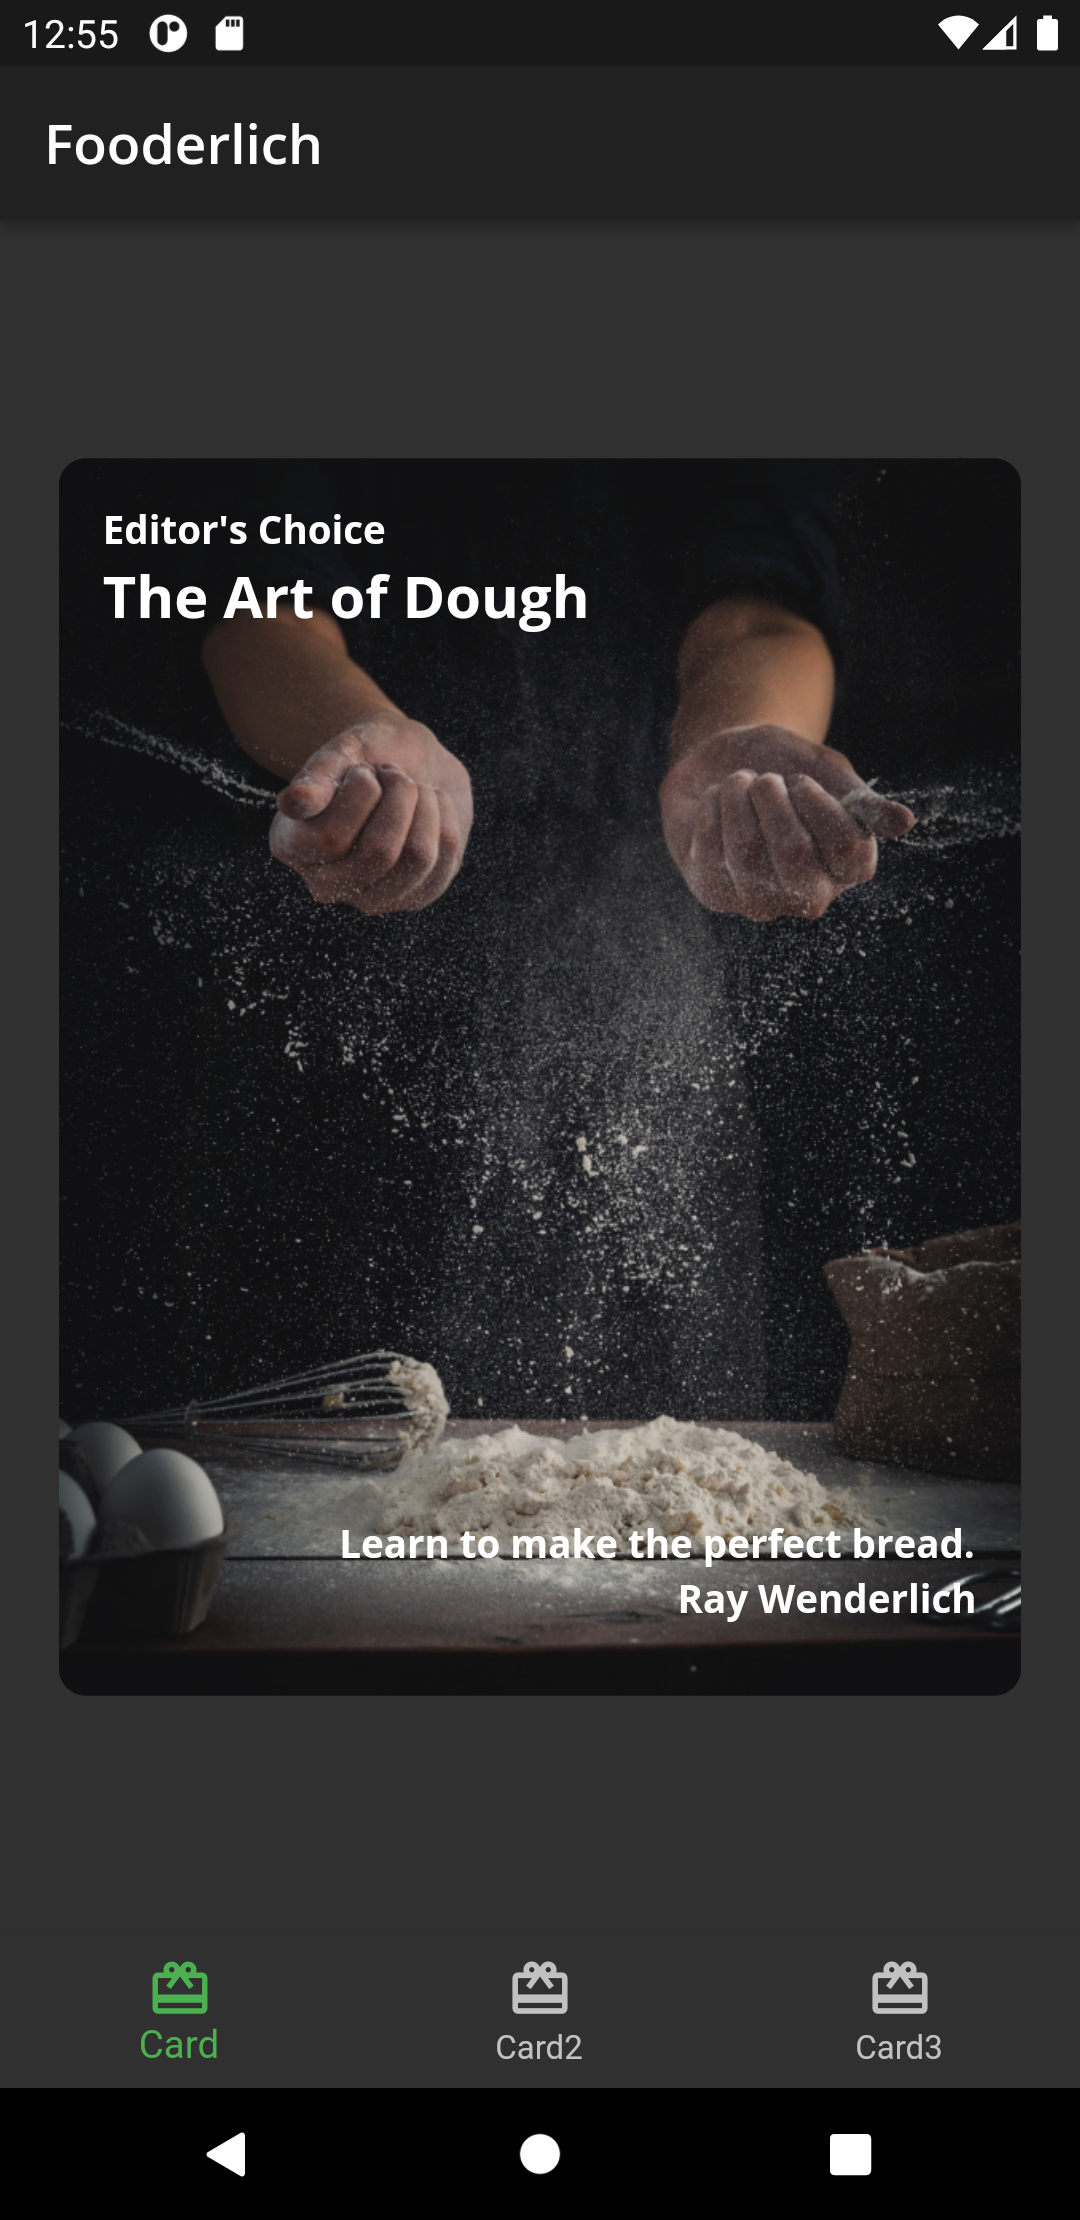 12:55
Fooderlich
Editor's Choice
The Art of Dough
Learn to make the perfect bread.
Ray Wenderlich
Card
Card2
Card3